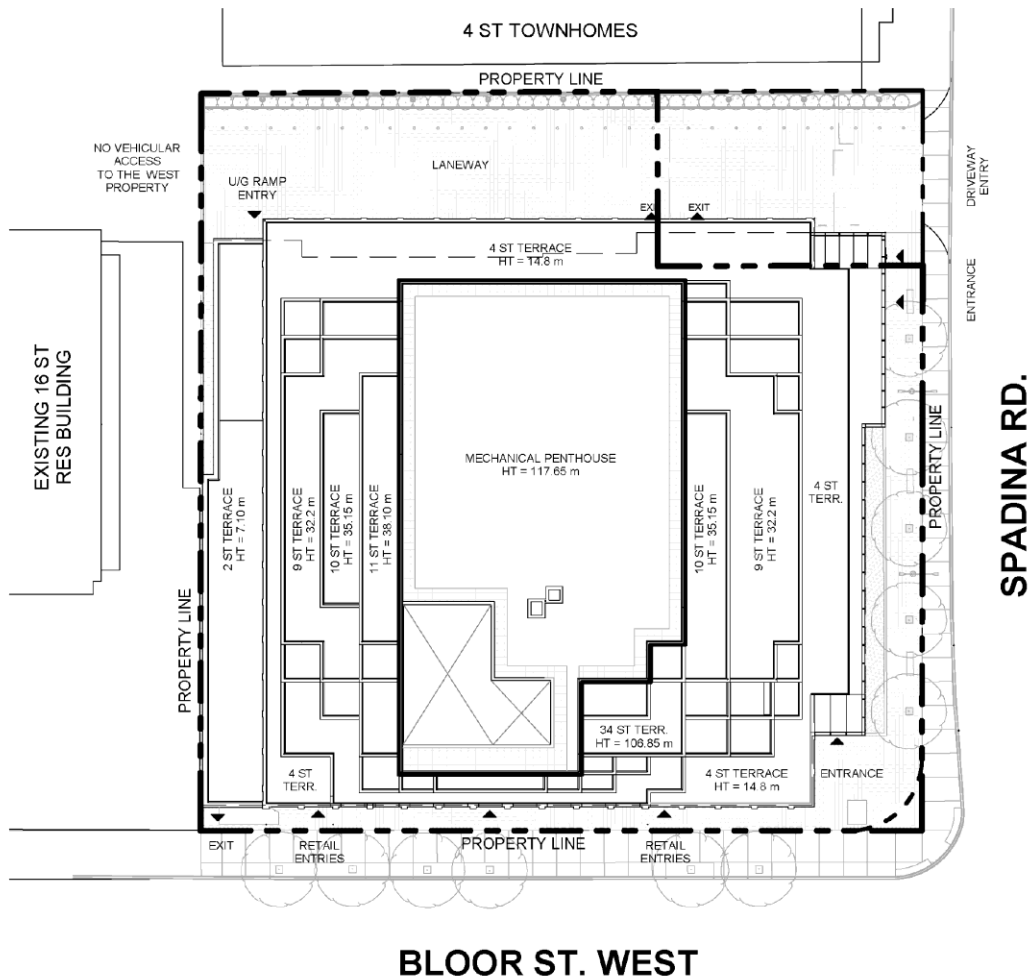 4 ST TOWNHOMES
PROPERTY LINE
NO VEHICULAR
ACCESS
TO THE WEST
PROPERTY
U/G RAMP
ENTRY
LANEWAY
DRIVEWAY
ENTRY
EXIT
EXIT
4 ST TERRACE
HT = 14.8 m
ENTRANCE
EXISTING 16 ST
RES BUILDING
MECHANICAL PENTHOUSE
HT = 117.65 m
2 ST TERRACE
HT = 7.10 m
9 ST TERRACE
HT = 32.2 m
10 ST TERRACE
HT = 35.15 m
11 ST TERRACE
HT = 38.10 m
10 ST TERRACE
HT = 35.15 m
9 ST TERRACE
HT = 32.2 m
4 ST
TERR.
PROPERTY LINE
SPADINA RD.
PROPERTY LINE
34 ST TERR.
HT = 106.85 m
4 ST
TERR.
4 ST TERRACE
HT = 14.8 m
ENTRANCE
EXIT
RETAIL
ENTRIES
PROPERTY LINE
RETAIL
ENTRIES
BLOOR ST. WEST